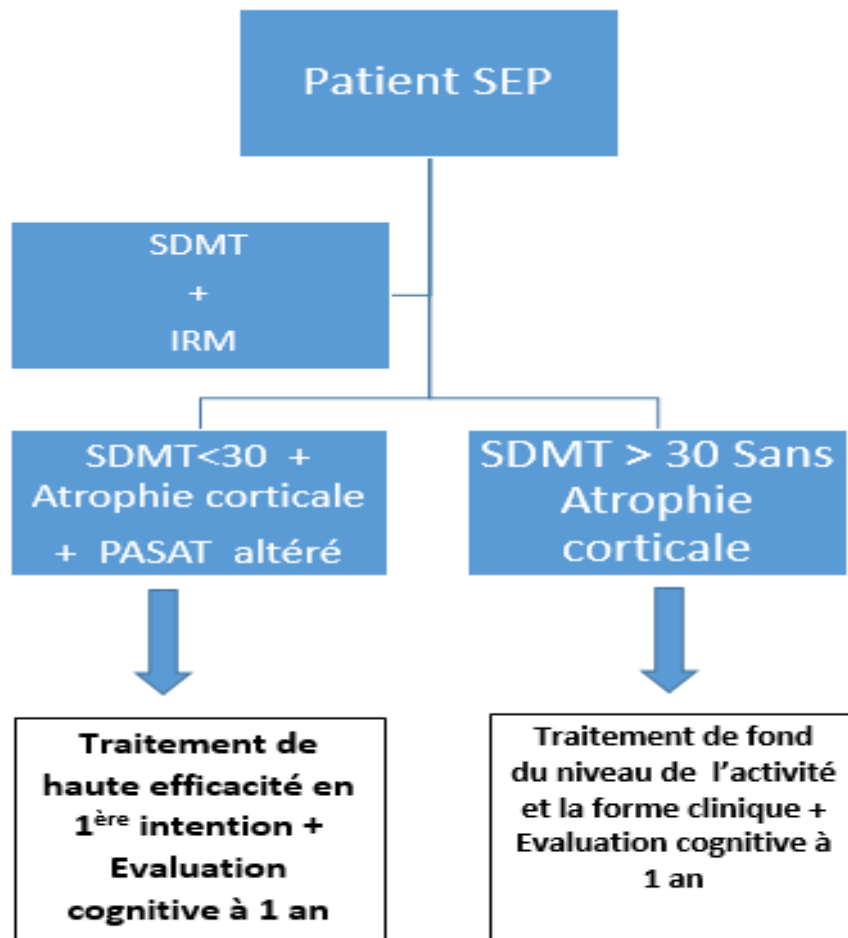 Patient SEP
SDMT
+
IRM
SDMT<30 +
Atrophie corticale
+ PASAT altéré
SDMT > 30 Sans
Atrophie
corticale
Traitement de
haute efficacité en
1ère intention +
Evaluation
cognitive à 1 an
Traitement de fond
du niveau de l’activité
et la forme clinique +
Evaluation cognitive à
1 an